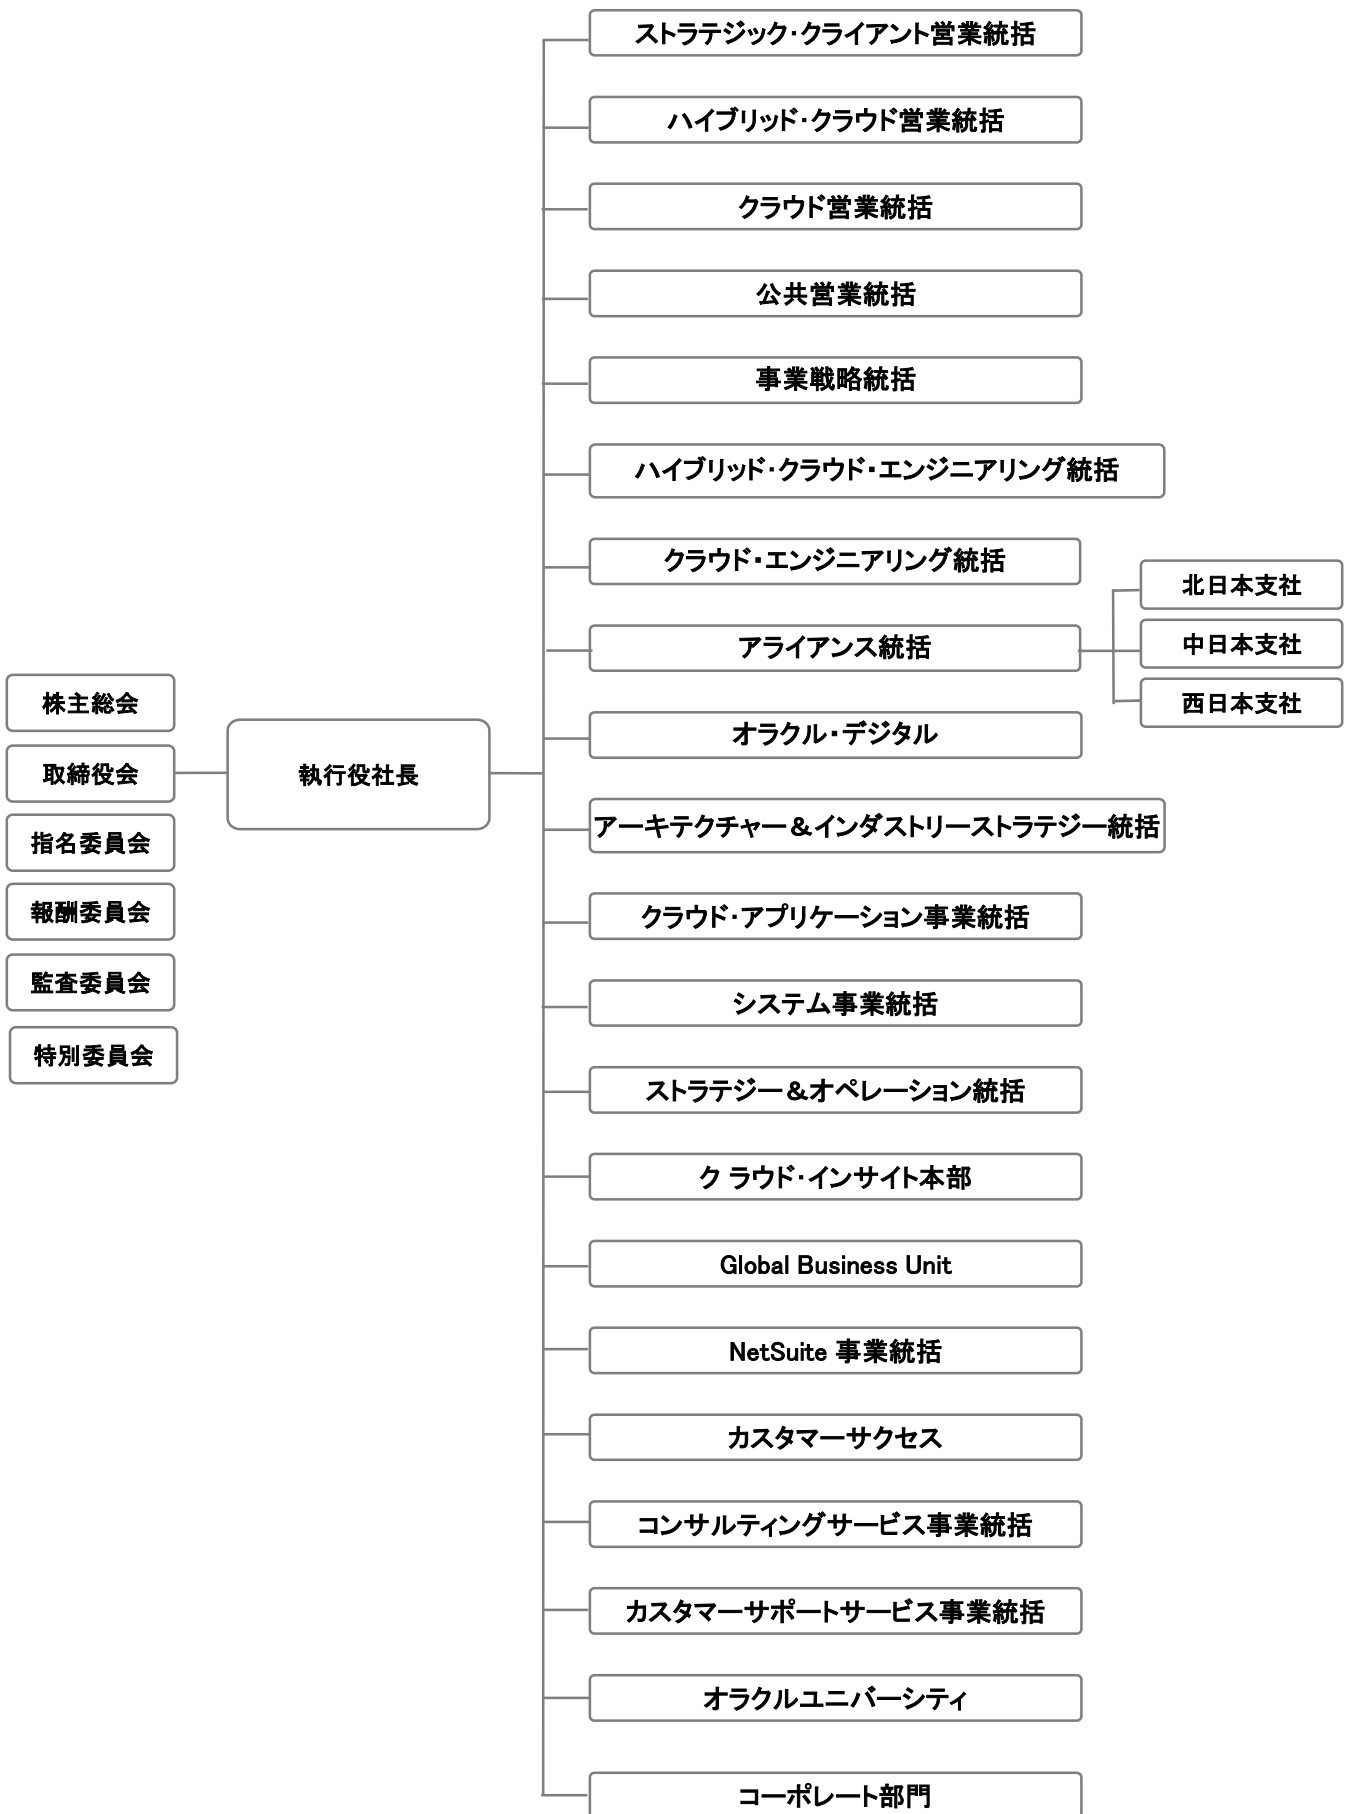 ストラテジック・クライアント営業統括
ハイブリッド・クラウド営業統括
クラウド営業統括
公共営業統括
事業戦略統括
ハイブリッド・クラウド・エンジニアリング統括
クラウド・エンジニアリング統括
北日本支社
アライアンス統括
中日本支社
西日本支社
株主総会
オラクル・デジタル
取締役会
執行役社長
アーキテクチャー＆インダストリーストラテジー統括
指名委員会
報酬委員会
クラウド・アプリケーション事業統括
監査委員会
システム事業統括
特別委員会
ストラテジー＆オペレーション統括
ク ラウド・インサイト本部
Global Business Unit
NetSuite 事業統括
カスタマーサクセス
コンサルティングサービス事業統括
カスタマーサポートサービス事業統括
オラクルユニバーシティ
コーポレート部門